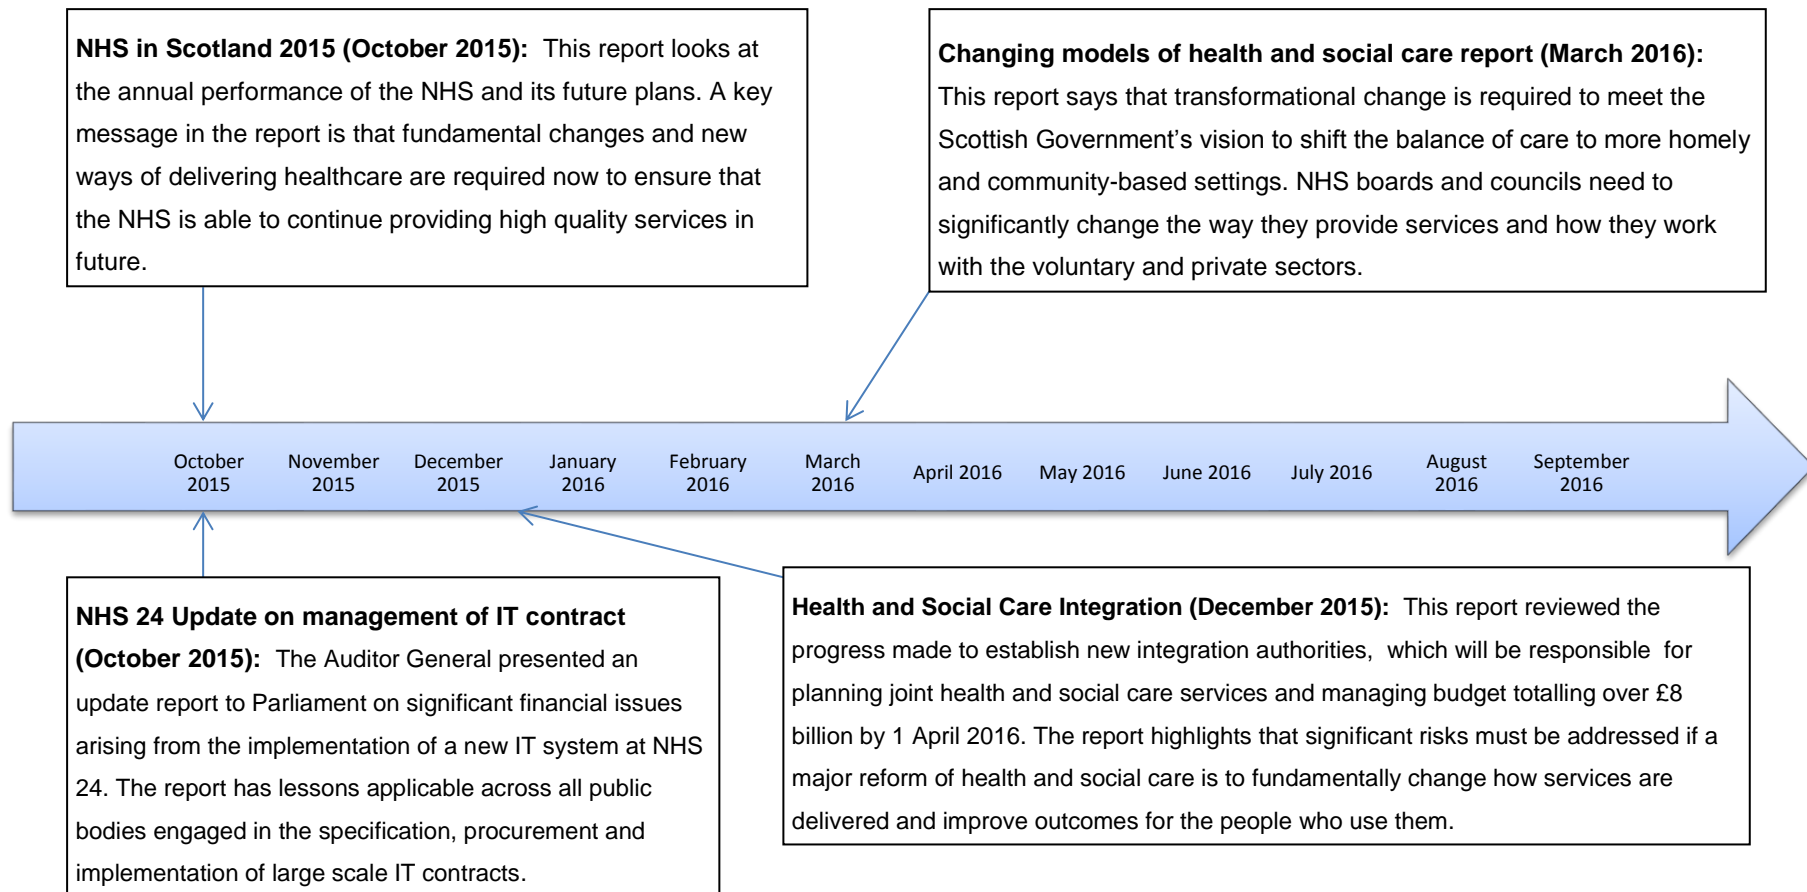 NHS in Scotland 2015 (October 2015): This report looks at
the annual performance of the NHS and its future plans. A key
message in the report is that fundamental changes and new
ways of delivering healthcare are required now to ensure that
the NHS is able to continue providing high quality services in
future.
Changing models of health and social care report (March 2016):
This report says that transformational change is required to meet the
Scottish Government’s vision to shift the balance of care to more homely
and community-based settings. NHS boards and councils need to
significantly change the way they provide services and how they work
with the voluntary and private sectors.
October
2015
November
2015
December
2015
January
2016
February
2016
March
2016
April 2016
May 2016
June 2016
July 2016
August
2016
September
2016
NHS 24 Update on management of IT contract
(October 2015): The Auditor General presented an
update report to Parliament on significant financial issues
arising from the implementation of a new IT system at NHS
24. The report has lessons applicable across all public
bodies engaged in the specification, procurement and
implementation of large scale IT contracts.
Health and Social Care Integration (December 2015): This report reviewed the
progress made to establish new integration authorities, which will be responsible for
planning joint health and social care services and managing budget totalling over £8
billion by 1 April 2016. The report highlights that significant risks must be addressed if a
major reform of health and social care is to fundamentally change how services are
delivered and improve outcomes for the people who use them.